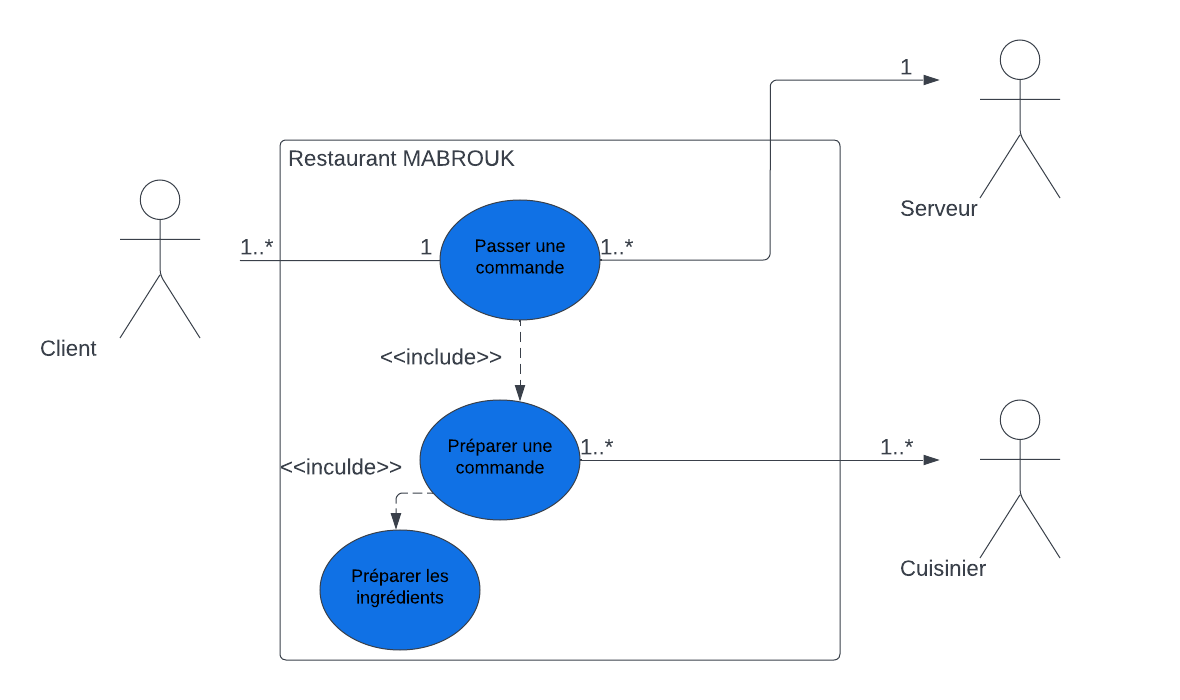 1
Serveur
Restaurant MABROUK
Client
1..*
1
Passer une
commande
1..*
<<include>>
Préparer une
commande
1..*
1..*
<<inculde>>
Cuisinier
Préparer les
ingrédients